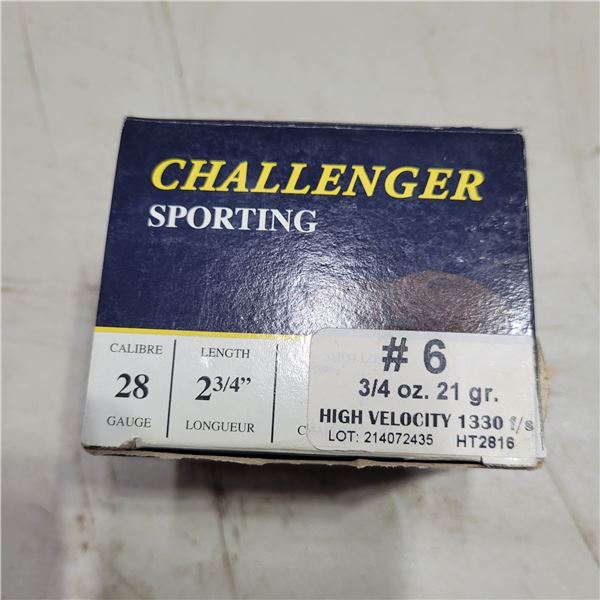 CHALLENGER
SPORTING
CALIBRE
28
GAUGE
LENGTH
2 3/4”
LONGUEUR
# 6
3/4 oz. 21 gr.
HIGH VELOCITY 1330 f/s
LOT: 214072435 HT2816